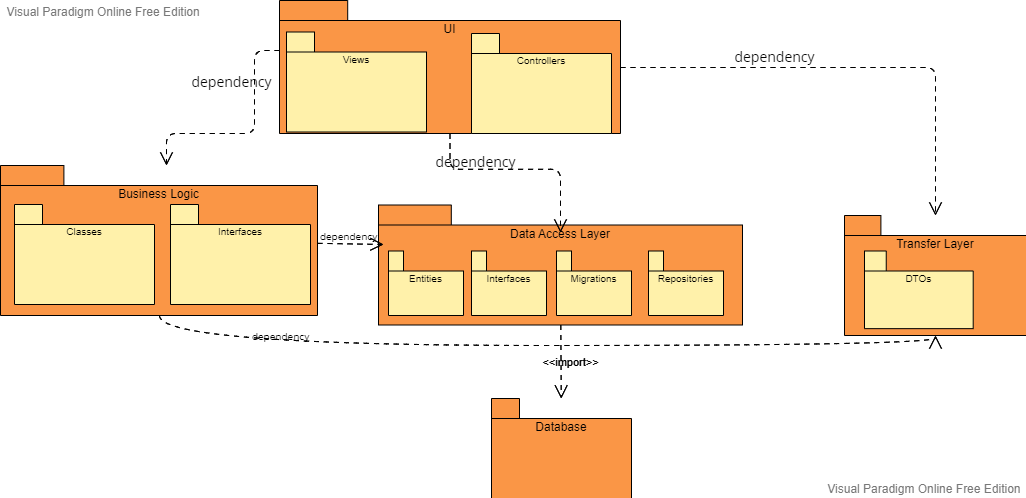 Visual Paradigm Online Free Edition
UI
Views
Controllers
dependency
dependency
dependency
Business Logic
Classes
Interfaces
dependency
Data Access Layer
Entities
Interfaces
Migrations
Repositories
Transfer Layer
DTOs
dependency
<<import>>
Database
Visual Paradigm Online Free Edition